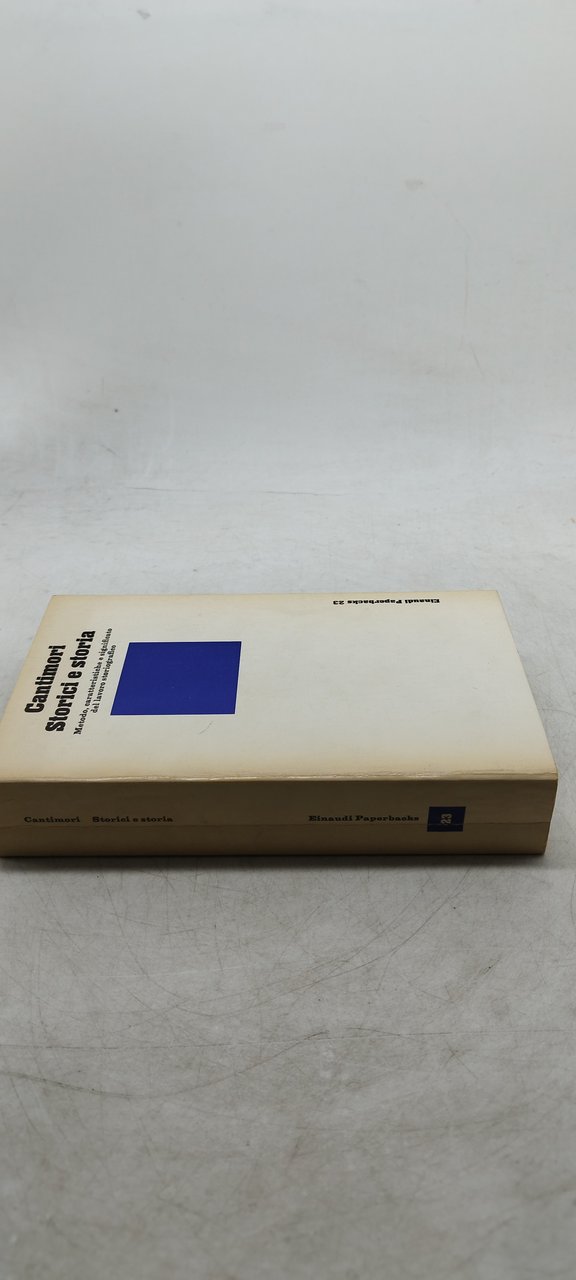 Cantimori
Storici e storia
Metodo, caratteristiche e significato
del lavoro storiografico
Einaudi Paperbacks 23
Cantimori Storici e storia Einaudi Paperbacks 23